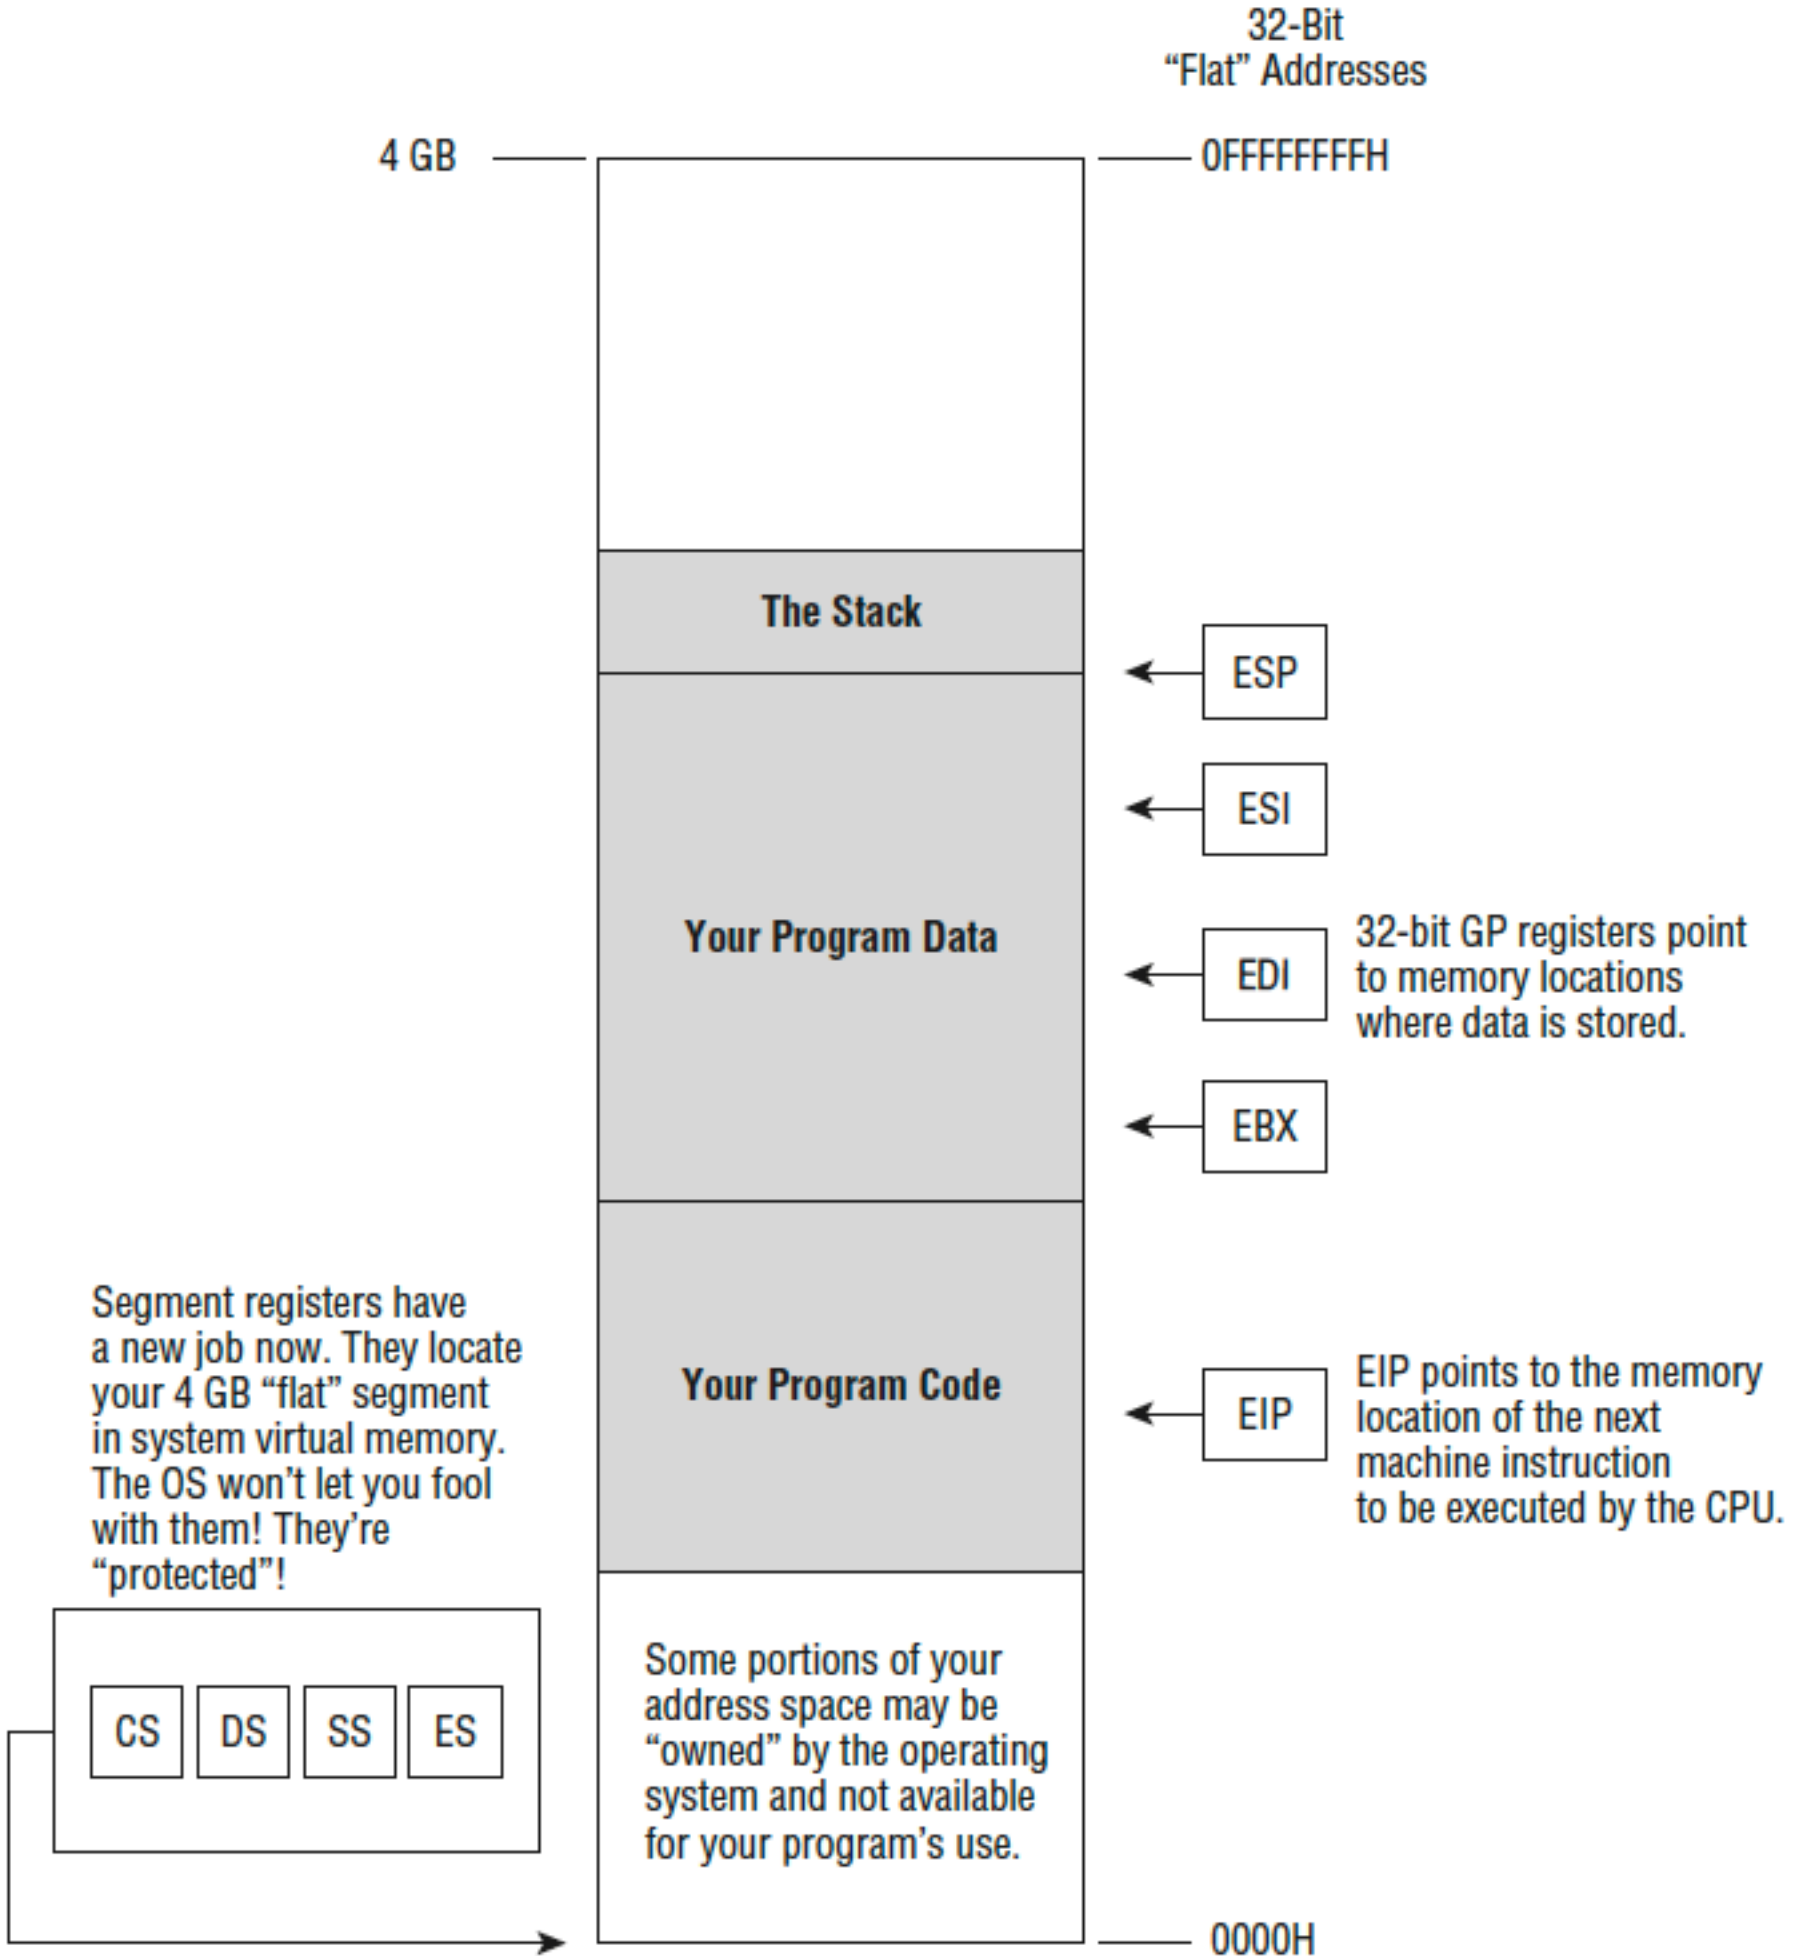 32-Bit
“Flat” Addresses
4 GB
0FFFFFFFFH
The Stack
ESP
ESI
Your Program Data
EDI
32-bit GP registers point
to memory locations
where data is stored.
EBX
Segment registers have
a new job now. They locate
your 4 GB “flat” segment
in system virtual memory.
The OS won’t let you fool
with them! They’re
“protected”!
Your Program Code
EIP
EIP points to the memory
location of the next
machine instruction
to be executed by the CPU.
CS DS SS ES
Some portions of your
address space may be
“owned” by the operating
system and not available
for your program’s use.
0000H